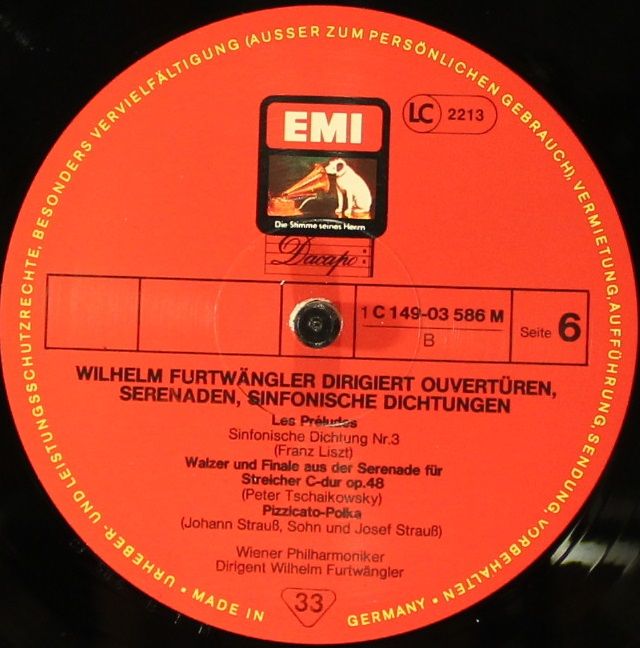 URHEBER- UND LEISTUNGSSCHUTZRECHTE, BESONDERS VERVIELFÄLTIGUNG (AUSSER ZUM PERSÖNLICHEN GEBRAUCH), VERMIETUNG, AUFFÜHRUNG, SENDUNG, VORBEHALTEN
EMI
LC 2213
Die Stimme seines Herrn
Dacapo
1 C 149-03 586 M
B
Seite 6
WILHELM FURTWÄNGLER DIRIGIERT OUVERTÜREN,
SERENADEN, SINFONISCHE DICHTUNGEN
Les Préludes
Sinfonische Dichtung Nr.3
(Franz Liszt)
Walzer und Finale aus der Serenade für
Streicher C-dur op.48
(Peter Tschaikowsky)
Pizzicato-Polka
(Johann Strauß, Sohn und Josef Strauß)
Wiener Philharmoniker
Dirigent Wilhelm Furtwängler
33
• MADE IN GERMANY •